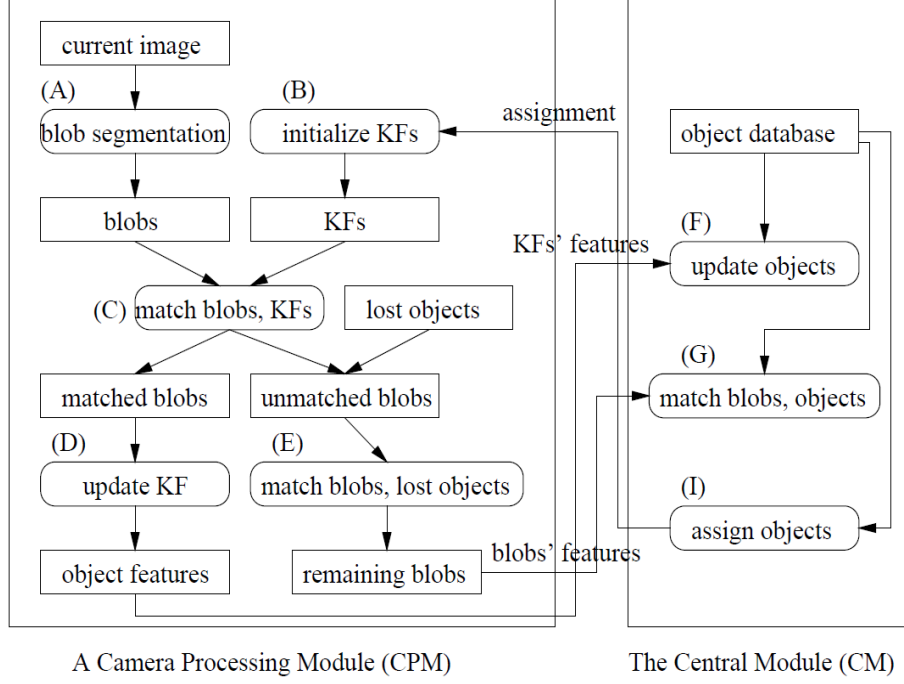 current image
(A)
(B)
blob segmentation
initialize KFs
assignment
object database
blobs
KFs
KFs' features
(F)
update objects
(C)
match blobs, KFs
lost objects
(G)
matched blobs
unmatched blobs
match blobs, objects
(D)
(E)
update KF
match blobs, lost objects
(I)
assign objects
blobs' features
object features
remaining blobs
A Camera Processing Module (CPM)
The Central Module (CM)